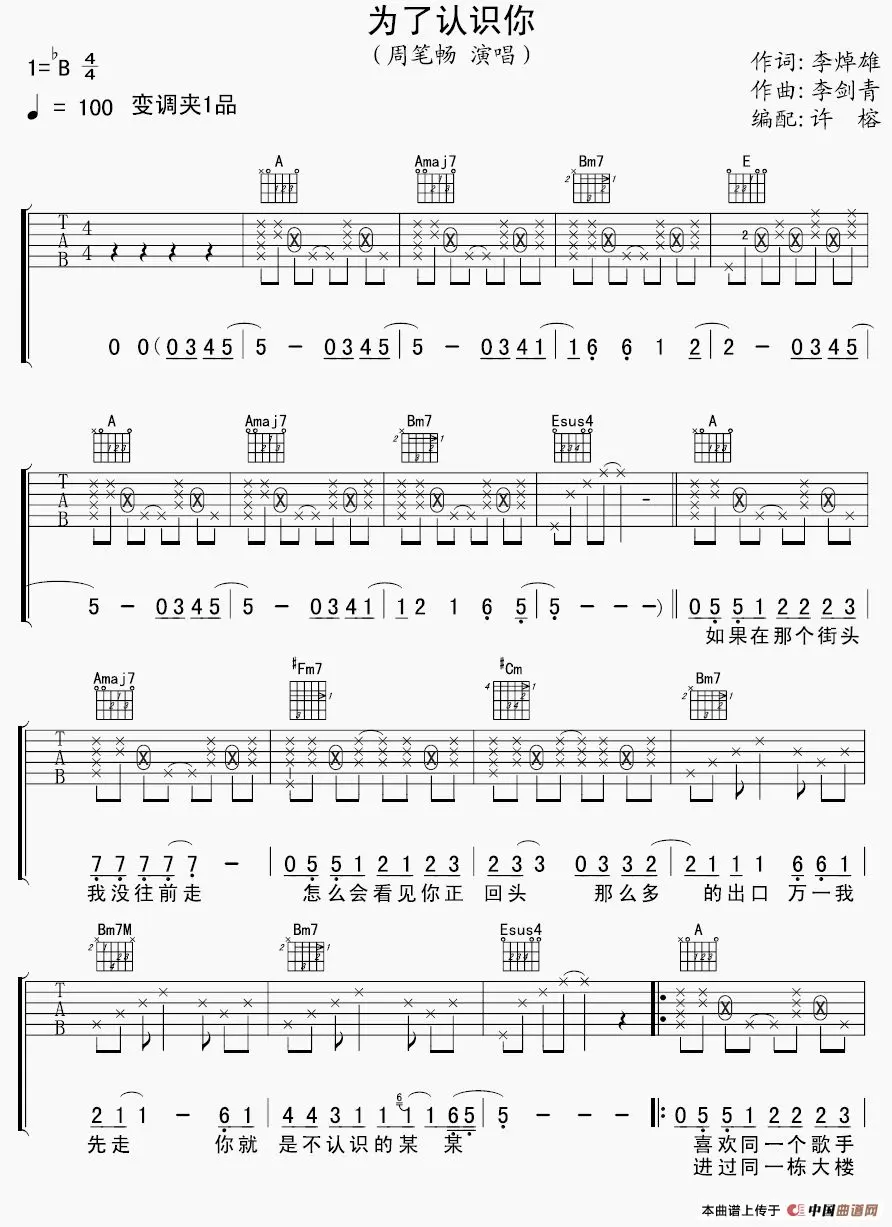 为了认识你
(周笔畅 演唱)
1=♭B 4/4
♩ = 100 变调夹1品
作词: 李焯雄
作曲: 李剑青
编配: 许 榕
A Amaj7 Bm7 E
T A B 4 4
2
0 0 (0 3 4 5 | 5 - 0 3 4 5 | 5 - 0 3 4 1 | 1 6 6 1 2 | 2 - 0 3 4 5
A Amaj7 Bm7 Esus4 A
T A B
5 - 0 3 4 5 | 5 - 0 3 4 1 | 1 2 1 6 5 | 5 - - - ) || 0 5 5 1 2 2 2 3
如果在那个街头
Amaj7 #Fm7 #Cm Bm7
T A B
7 7 7 7 7 - | 0 5 5 1 2 1 2 3 | 2 3 3 0 3 3 2 | 2 1 1 1 6 6 1
我没往前走 怎么会看见你正 回头 那么多 的出口 万一我
Bm7M Bm7 Esus4 A
T A B
2 1 1 - 6 1 | 4 4 3 1 1 6 1 1 6 5 | 5 - - - |: 0 5 5 1 2 2 2 3
先走 你就 是不认识的某 某 喜欢同一个歌手
进过同一栋大楼
本曲谱上传于 中国曲谱网